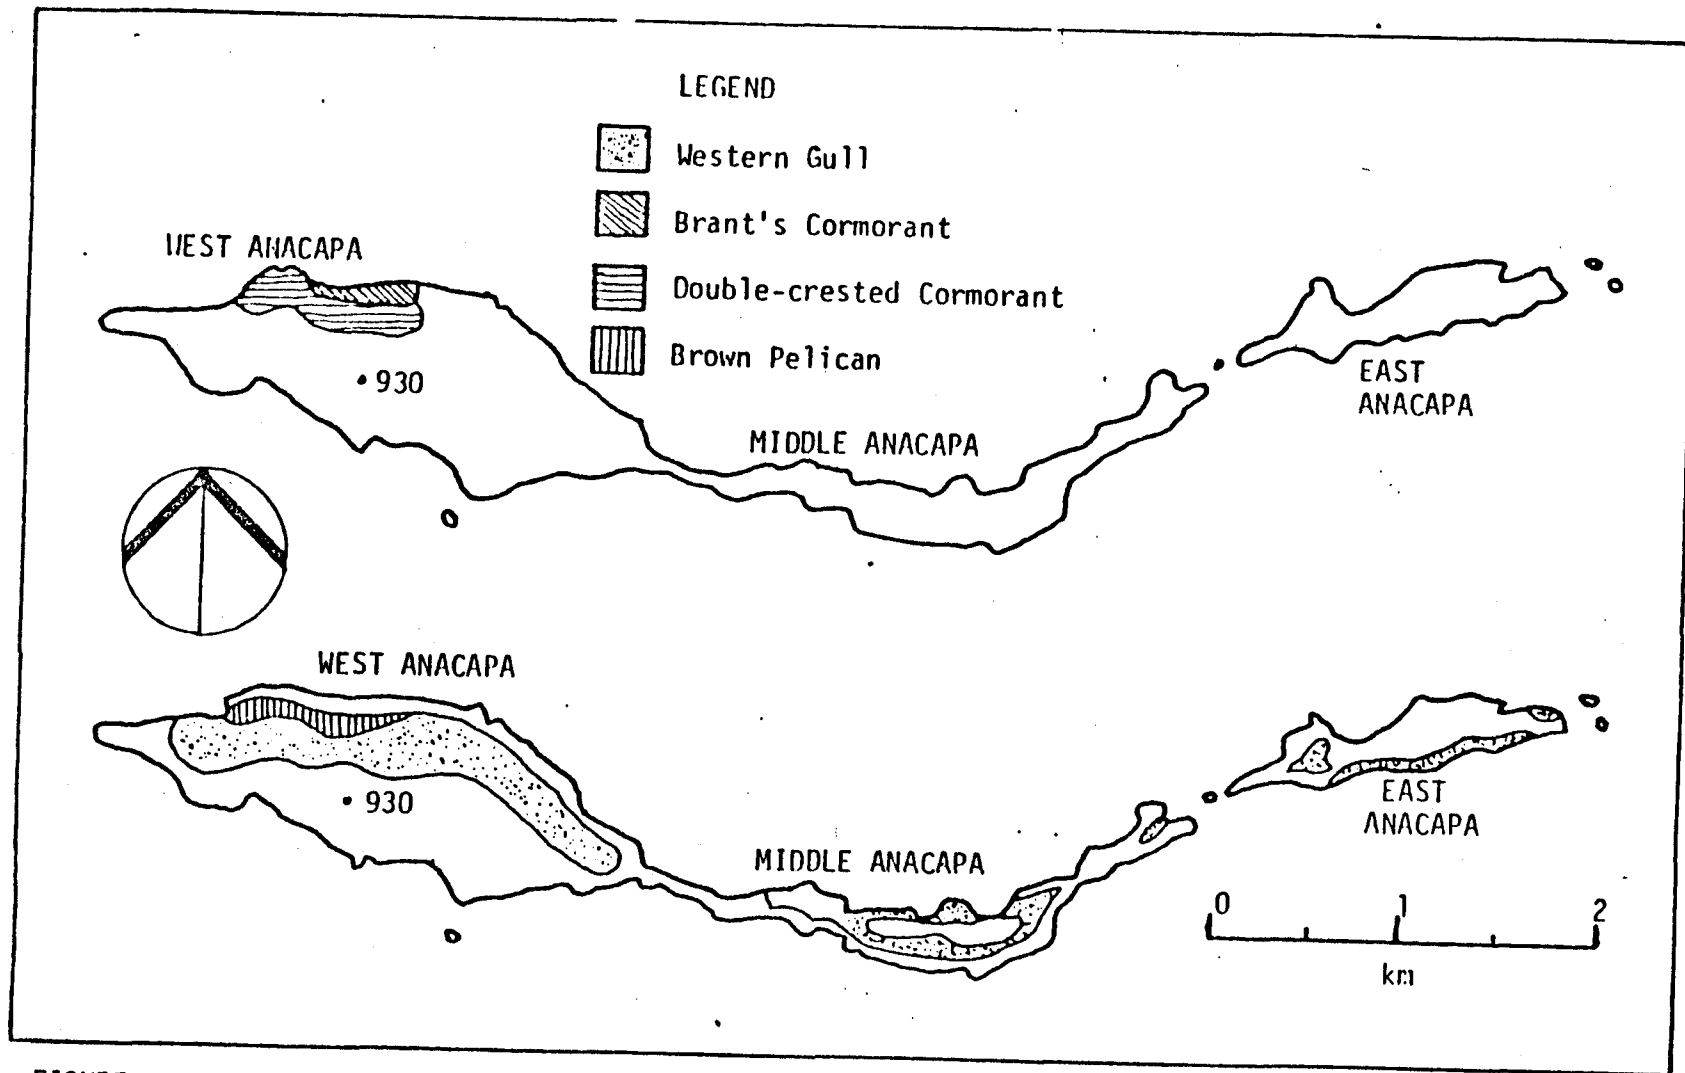 LEGEND
Western Gull
Brant's Cormorant
Double-crested Cormorant
Brown Pelican
WEST ANACAPA
930
MIDDLE ANACAPA
EAST
ANACAPA
WEST ANACAPA
930
MIDDLE ANACAPA
EAST
ANACAPA
0 1 2
km